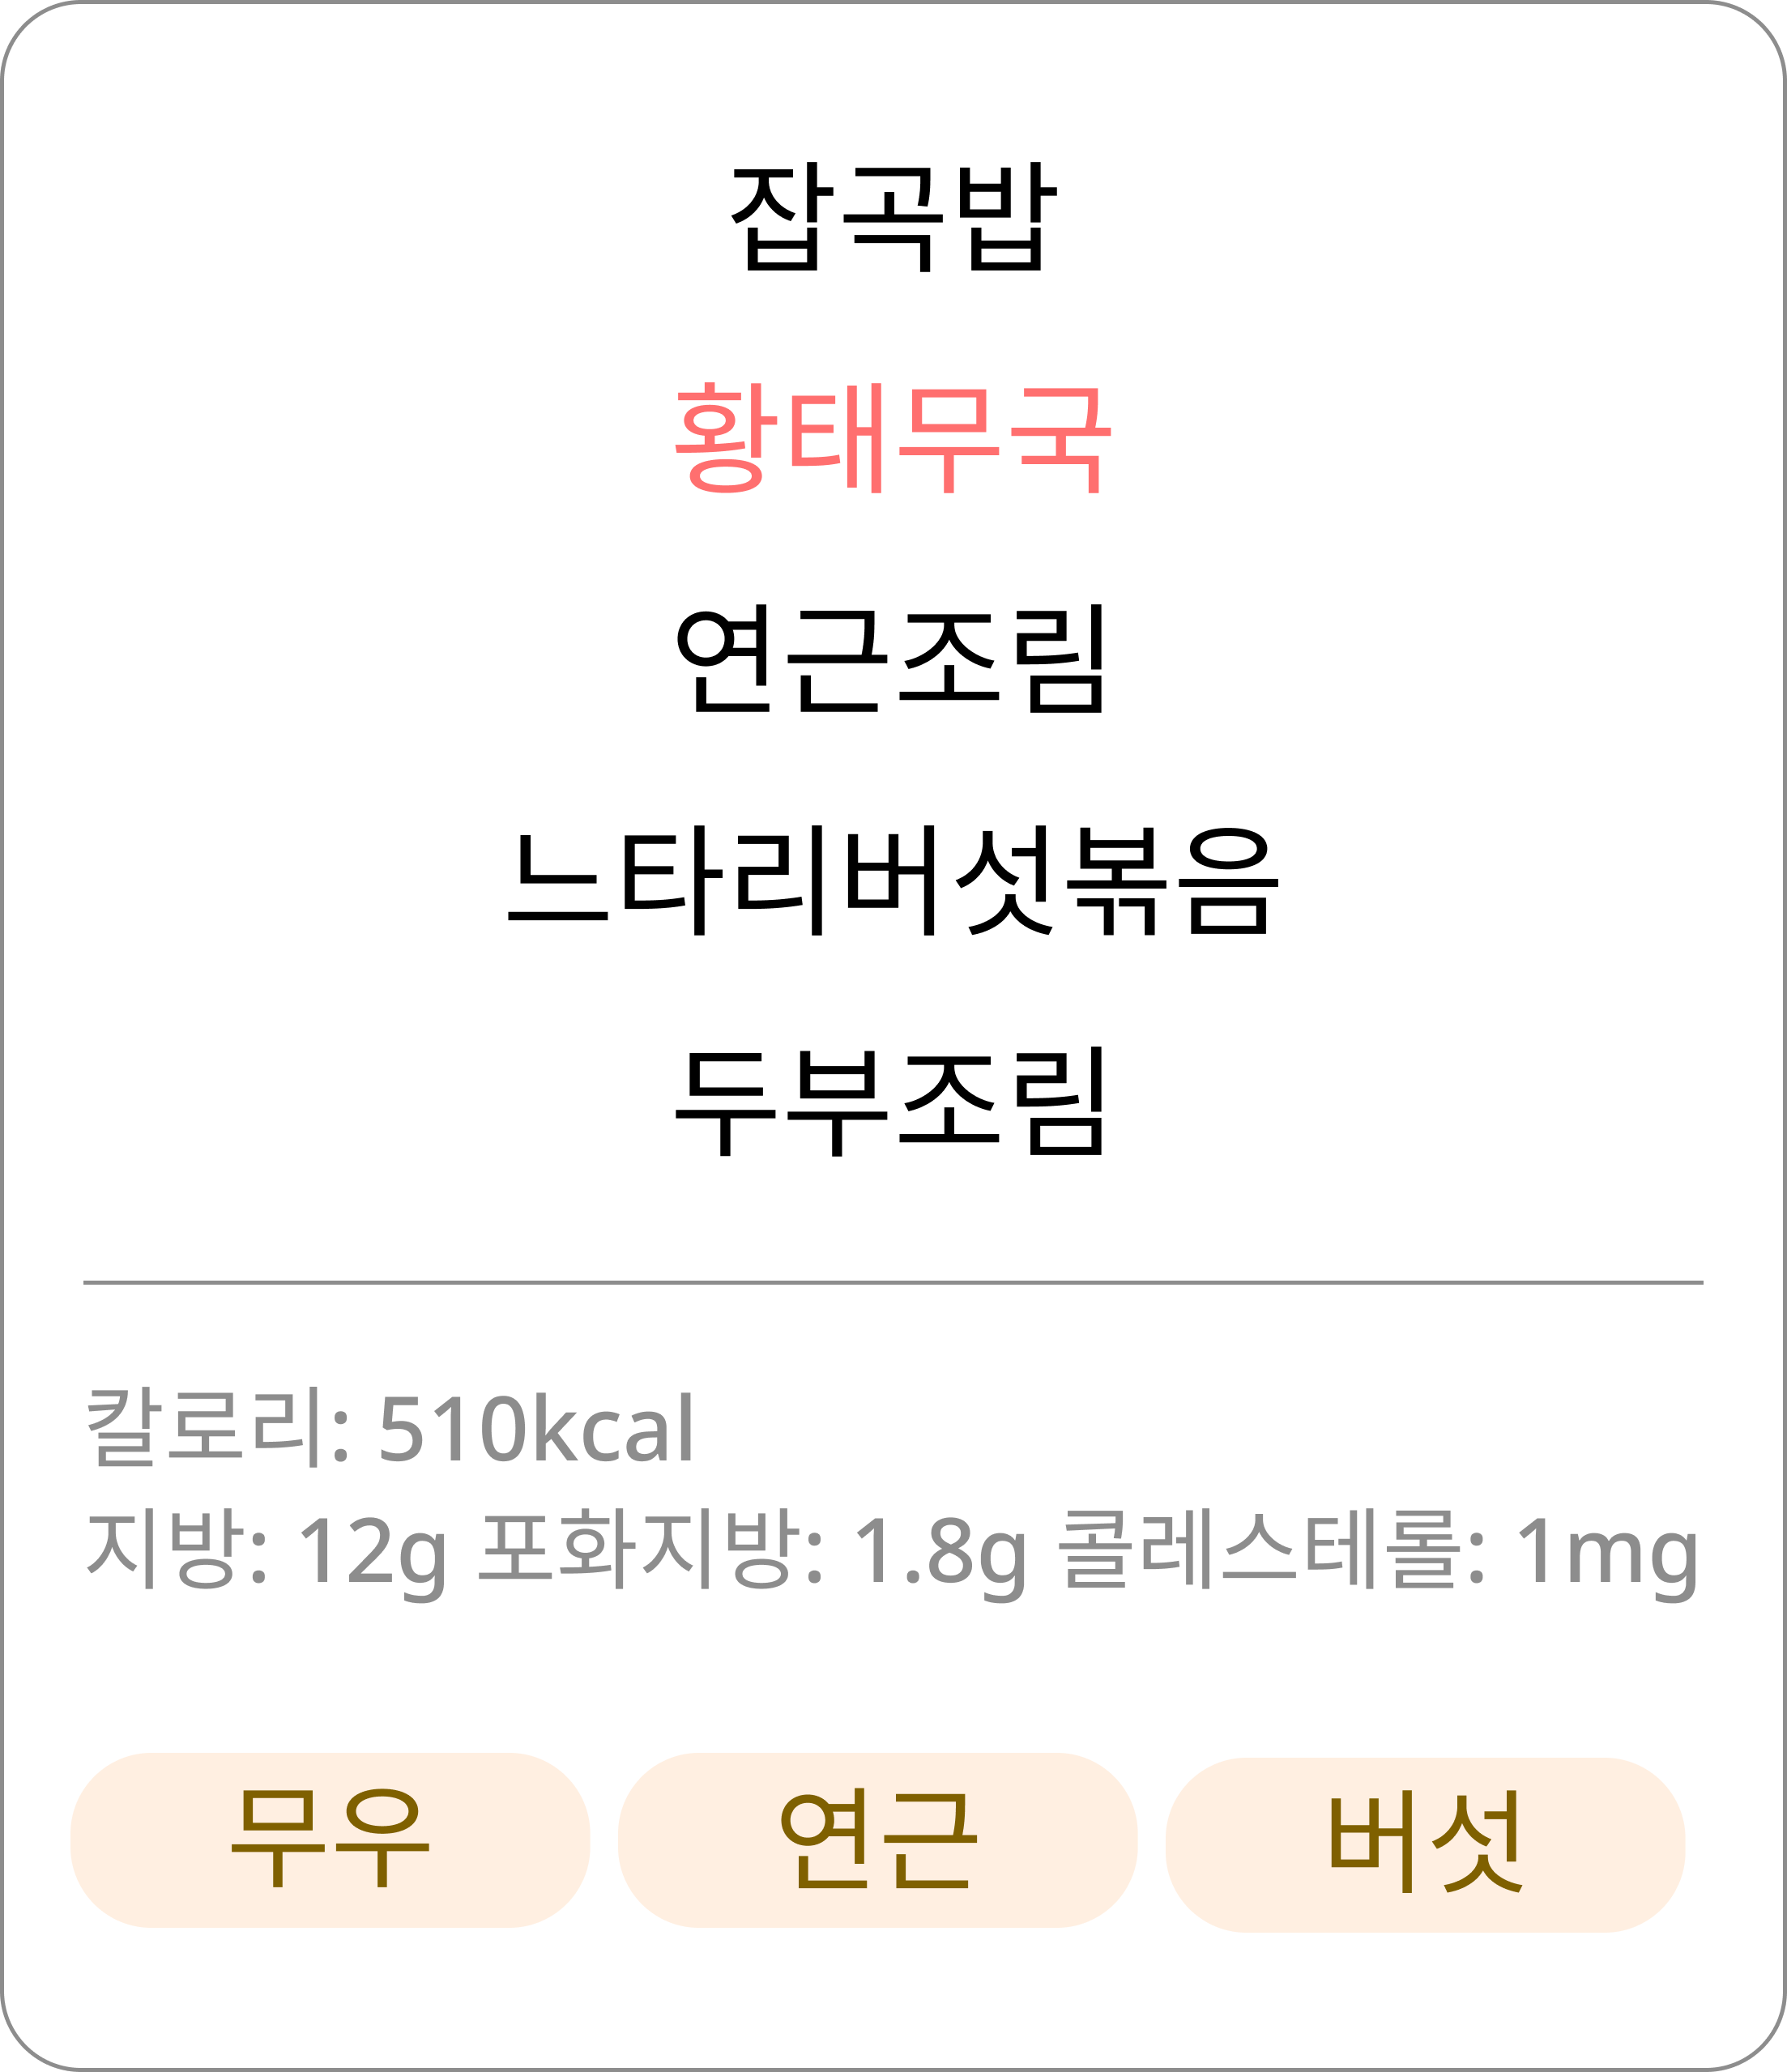 잡곡밥
황태무국
연근조림
느타리버섯볶음
두부조림
칼로리: 510kcal
지방: 12g 포화지방: 1.8g 콜레스테롤: 1mg
무우
연근
버섯